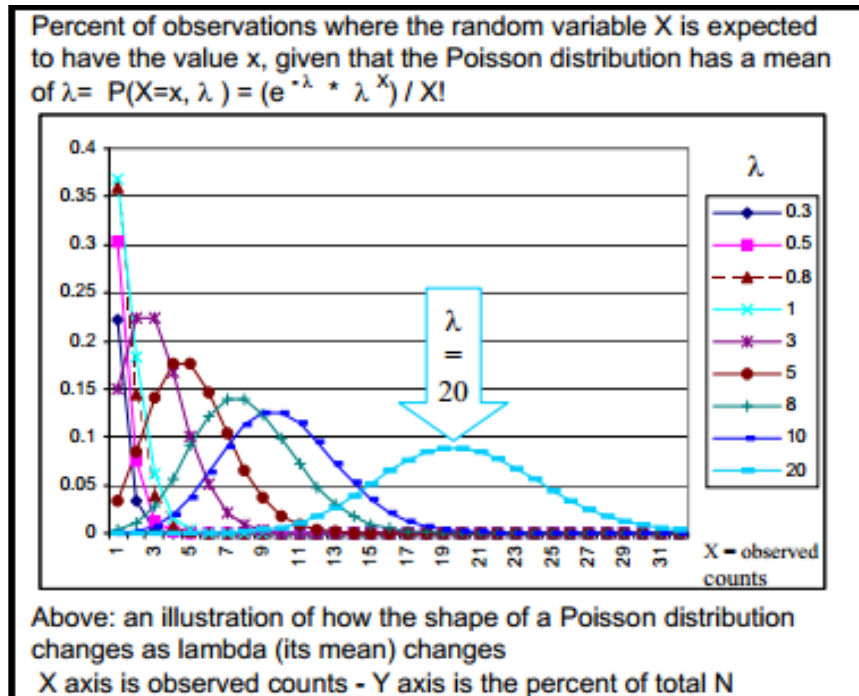 Percent of observations where the random variable X is expected
to have the value x, given that the Poisson distribution has a mean
of λ= P(X=x, λ ) = (e -λ * λ X) / X!
0.4
0.35
0.3
0.25
0.2
0.15
0.1
0.05
0
1 3 5 7 9 11 13 15 17 19 21 23 25 27 29 31
X = observed
counts
λ
=
20
λ
0.3
0.5
0.8
1
3
5
8
10
20
Above: an illustration of how the shape of a Poisson distribution
changes as lambda (its mean) changes
X axis is observed counts - Y axis is the percent of total N